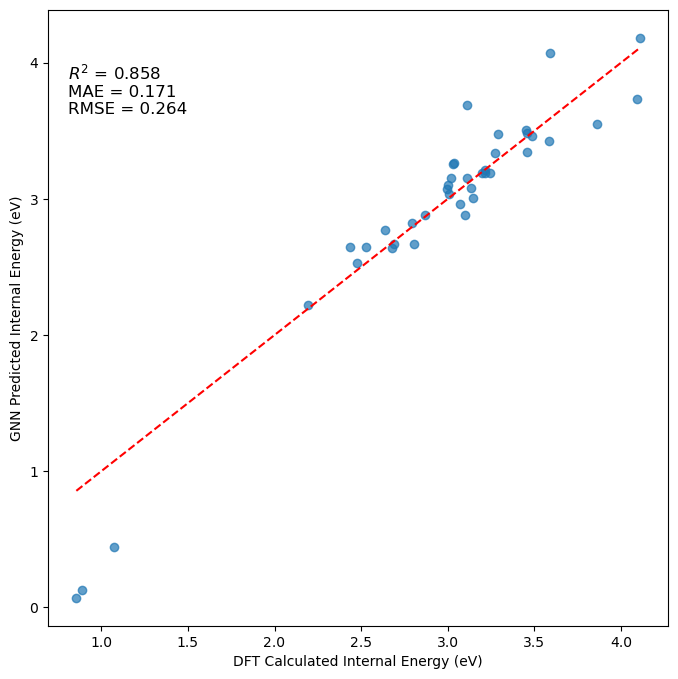 R² = 0.858
MAE = 0.171
RMSE = 0.264
GNN Predicted Internal Energy (eV)
4
3
2
1
0
1.0 1.5 2.0 2.5 3.0 3.5 4.0
DFT Calculated Internal Energy (eV)